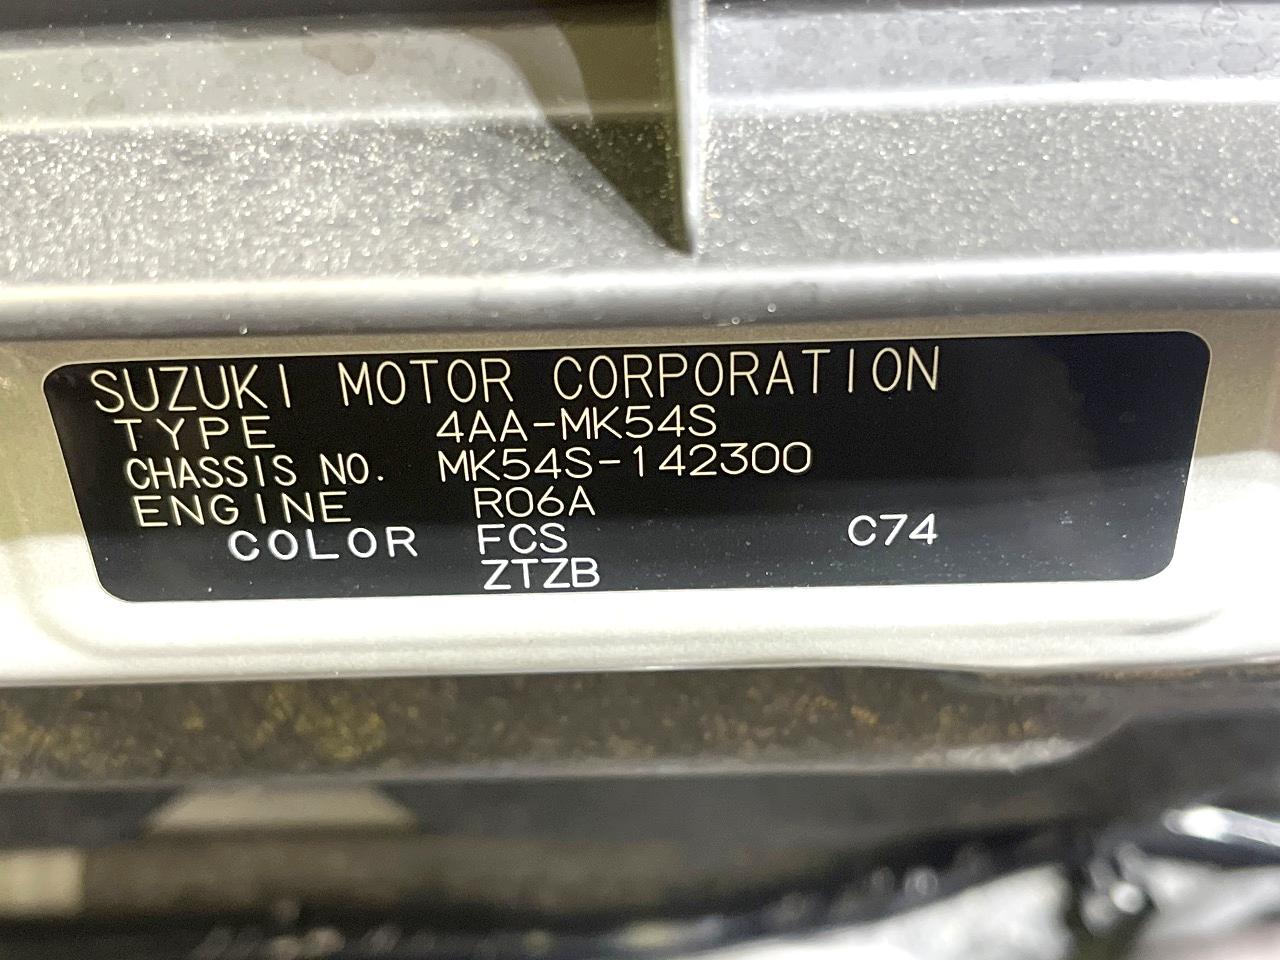 SUZUKI MOTOR CORPORATION
TYPE 4AA-MK54S
CHASSIS NO. MK54S-142300
ENGINE R06A
COLOR FCS C74
ZTZB